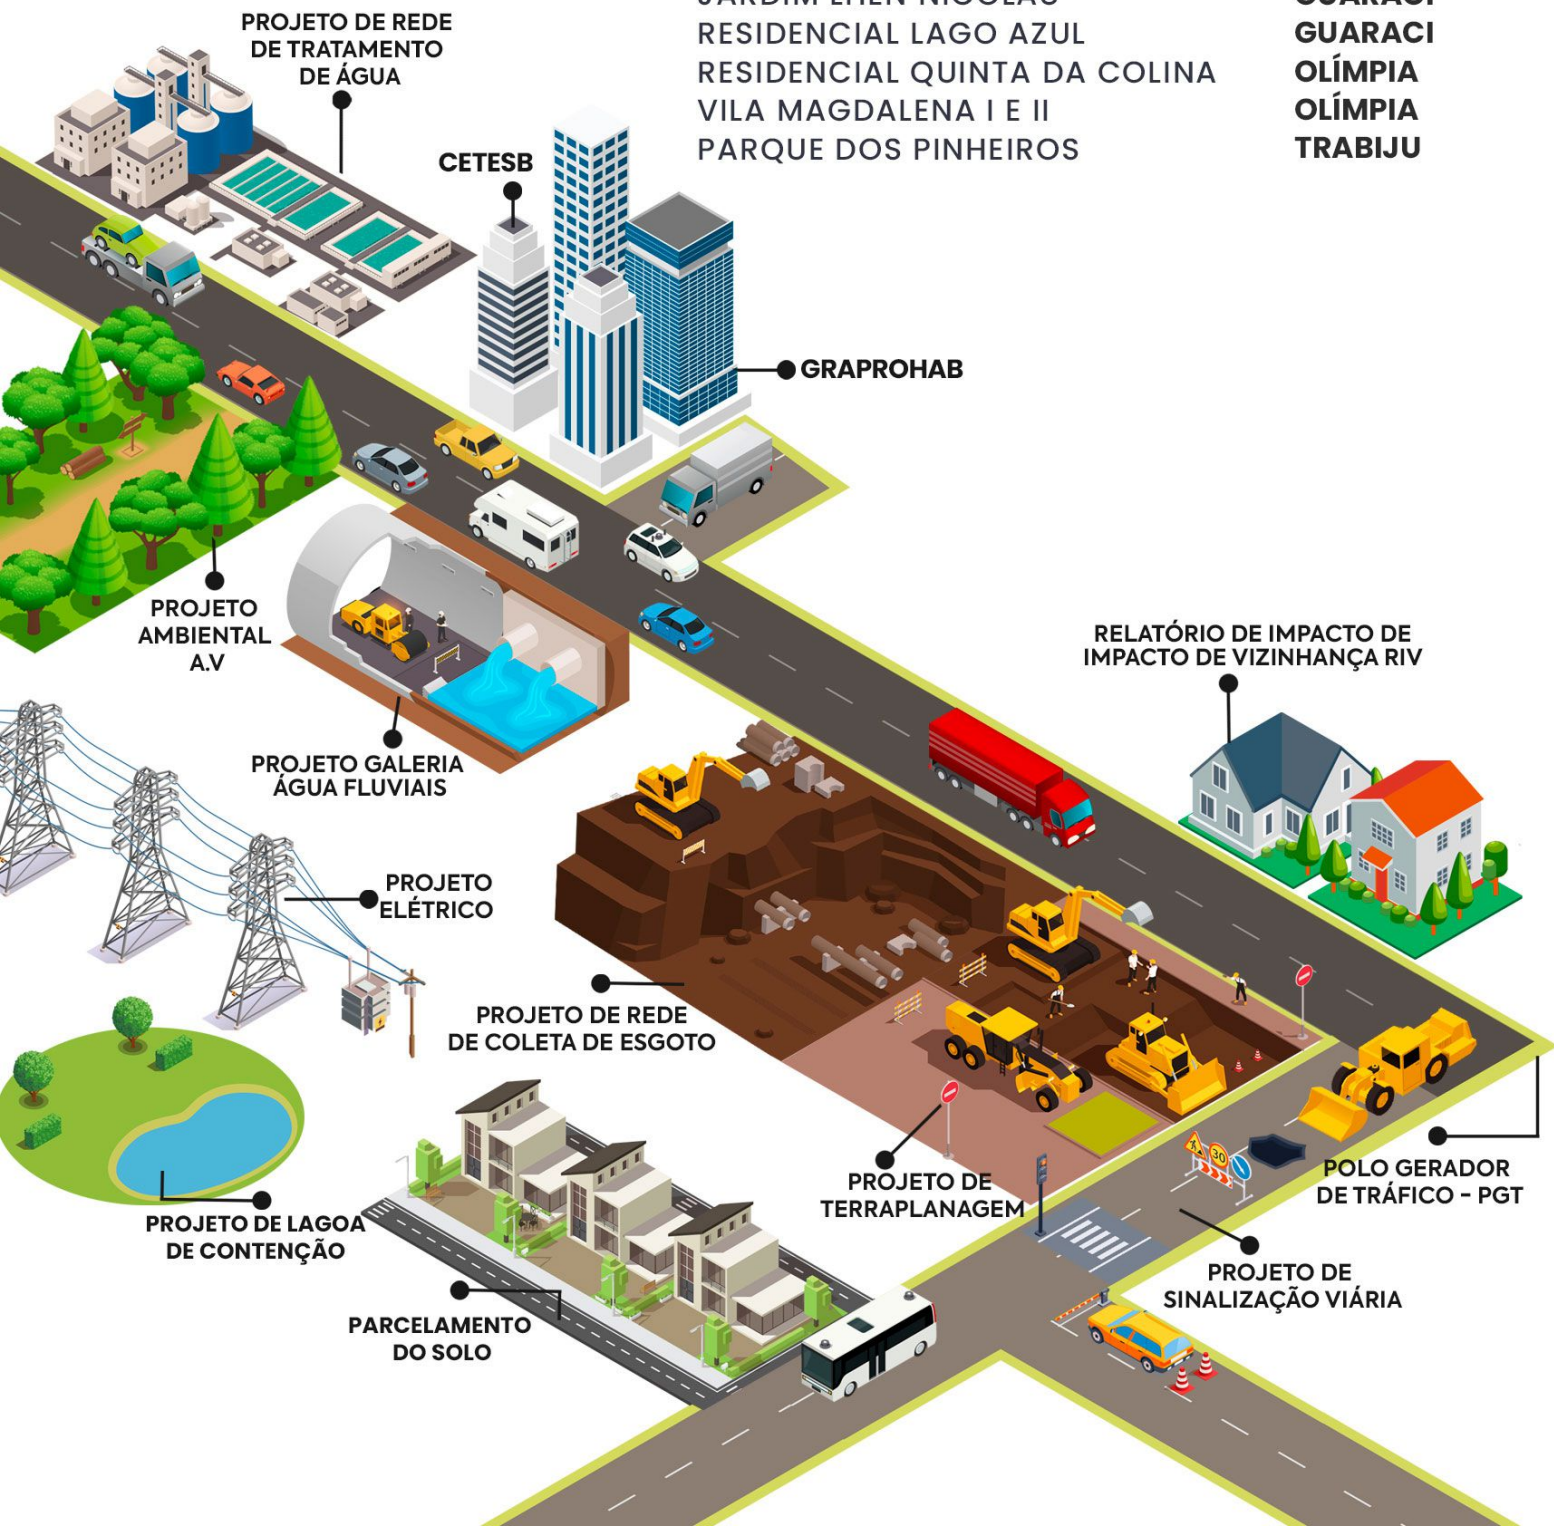 PROJETO DE REDE
DE TRATAMENTO
DE ÁGUA
RESIDENCIAL LAGO AZUL GUARACI
RESIDENCIAL QUINTA DA COLINA OLÍMPIA
VILA MAGDALENA I E II OLÍMPIA
PARQUE DOS PINHEIROS TRABIJU
CETESB
GRAPROHAB
PROJETO
AMBIENTAL
A.V
RELATÓRIO DE IMPACTO DE
IMPACTO DE VIZINHANÇA RIV
PROJETO GALERIA
ÁGUA FLUVIAIS
PROJETO
ELÉTRICO
PROJETO DE REDE
DE COLETA DE ESGOTO
30
POLO GERADOR
DE TRÁFICO - PGT
PROJETO DE
TERRAPLANAGEM
PROJETO DE LAGOA
DE CONTENÇÃO
PROJETO DE
SINALIZAÇÃO VIÁRIA
PARCELAMENTO
DO SOLO